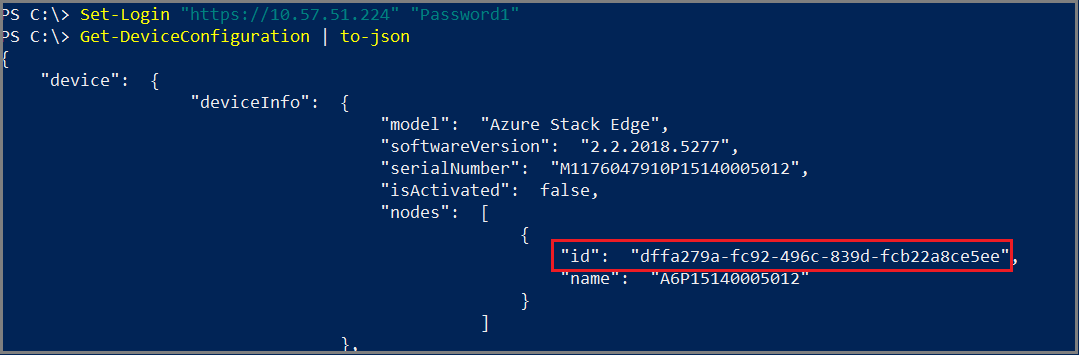 PS C:\> Set-Login "https://10.57.51.224" "Password1"
PS C:\> Get-DeviceConfiguration | to-json
{
"device": {
"deviceInfo": {
"model": "Azure Stack Edge",
"softwareVersion": "2.2.2018.5277",
"serialNumber": "M1176047910P15140005012",
"isActivated": false,
"nodes": [
{
"id": "dffa279a-fc92-496c-839d-fcb22a8ce5ee",
"name": "A6P15140005012"
}
]
},